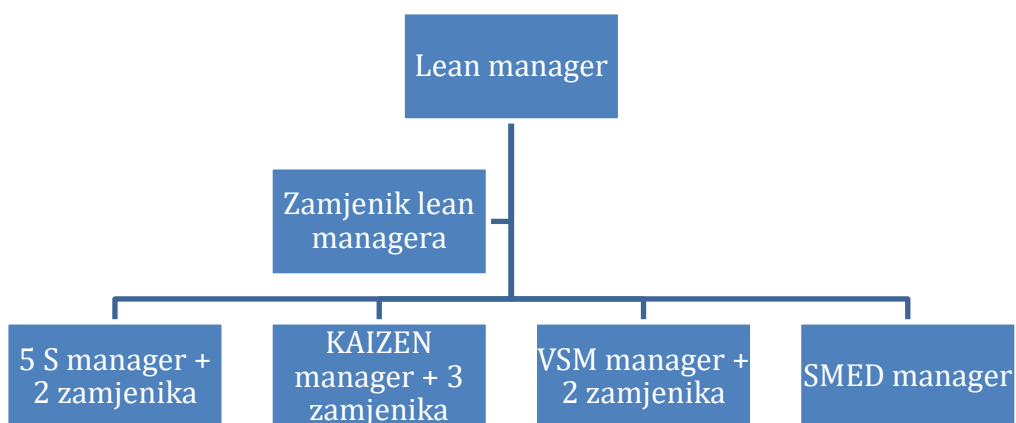 Lean manager
Zamjenik lean
managera
5 S manager +
2 zamjenika
KAIZEN
manager + 3
zamjenika
VSM manager +
2 zamjenika
SMED manager